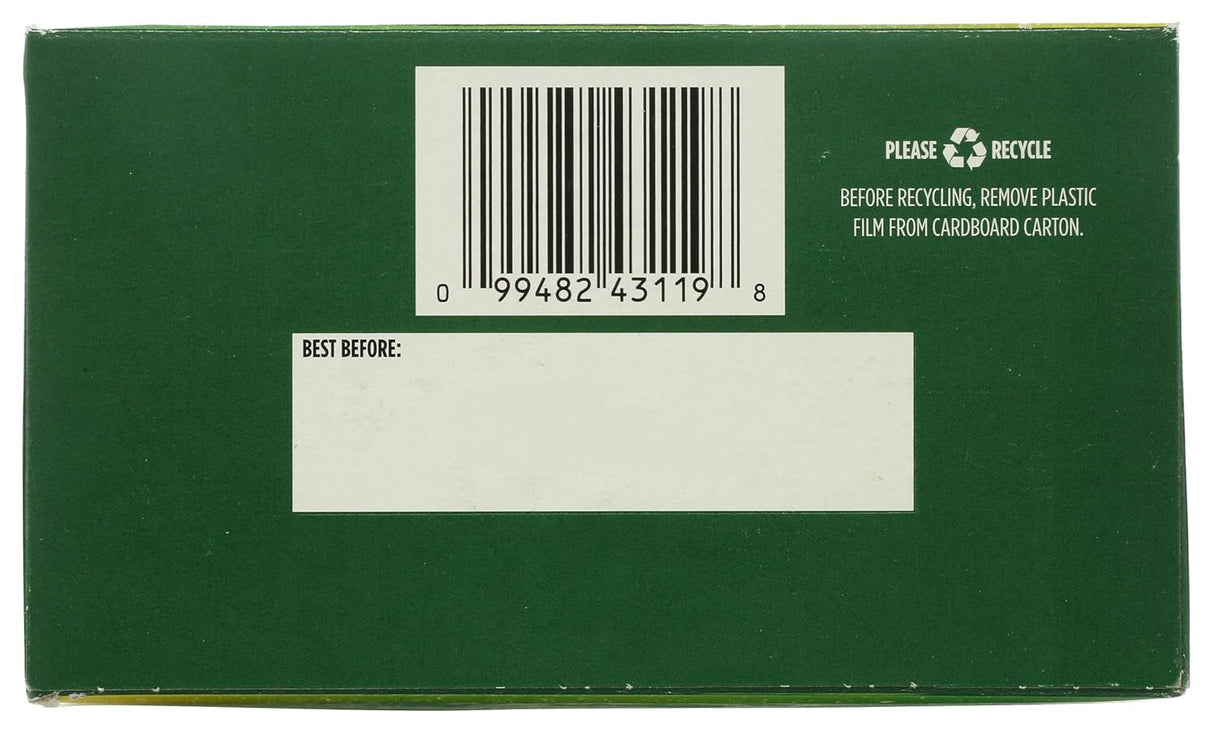 0 99482 43119 8
PLEASE RECYCLE
BEFORE RECYCLING, REMOVE PLASTIC
FILM FROM CARDBOARD CARTON.
BEST BEFORE: